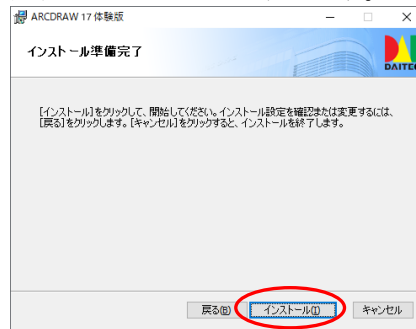 ARCDRAW 17 体験版
インストール準備完了
DAITEC
[インストール]をクリックして、開始してください。インストール設定を確認または変更するには、
[戻る]をクリックします。[キャンセル]をクリックすると、インストールを終了します。
戻る(B)
インストール(I)
キャンセル